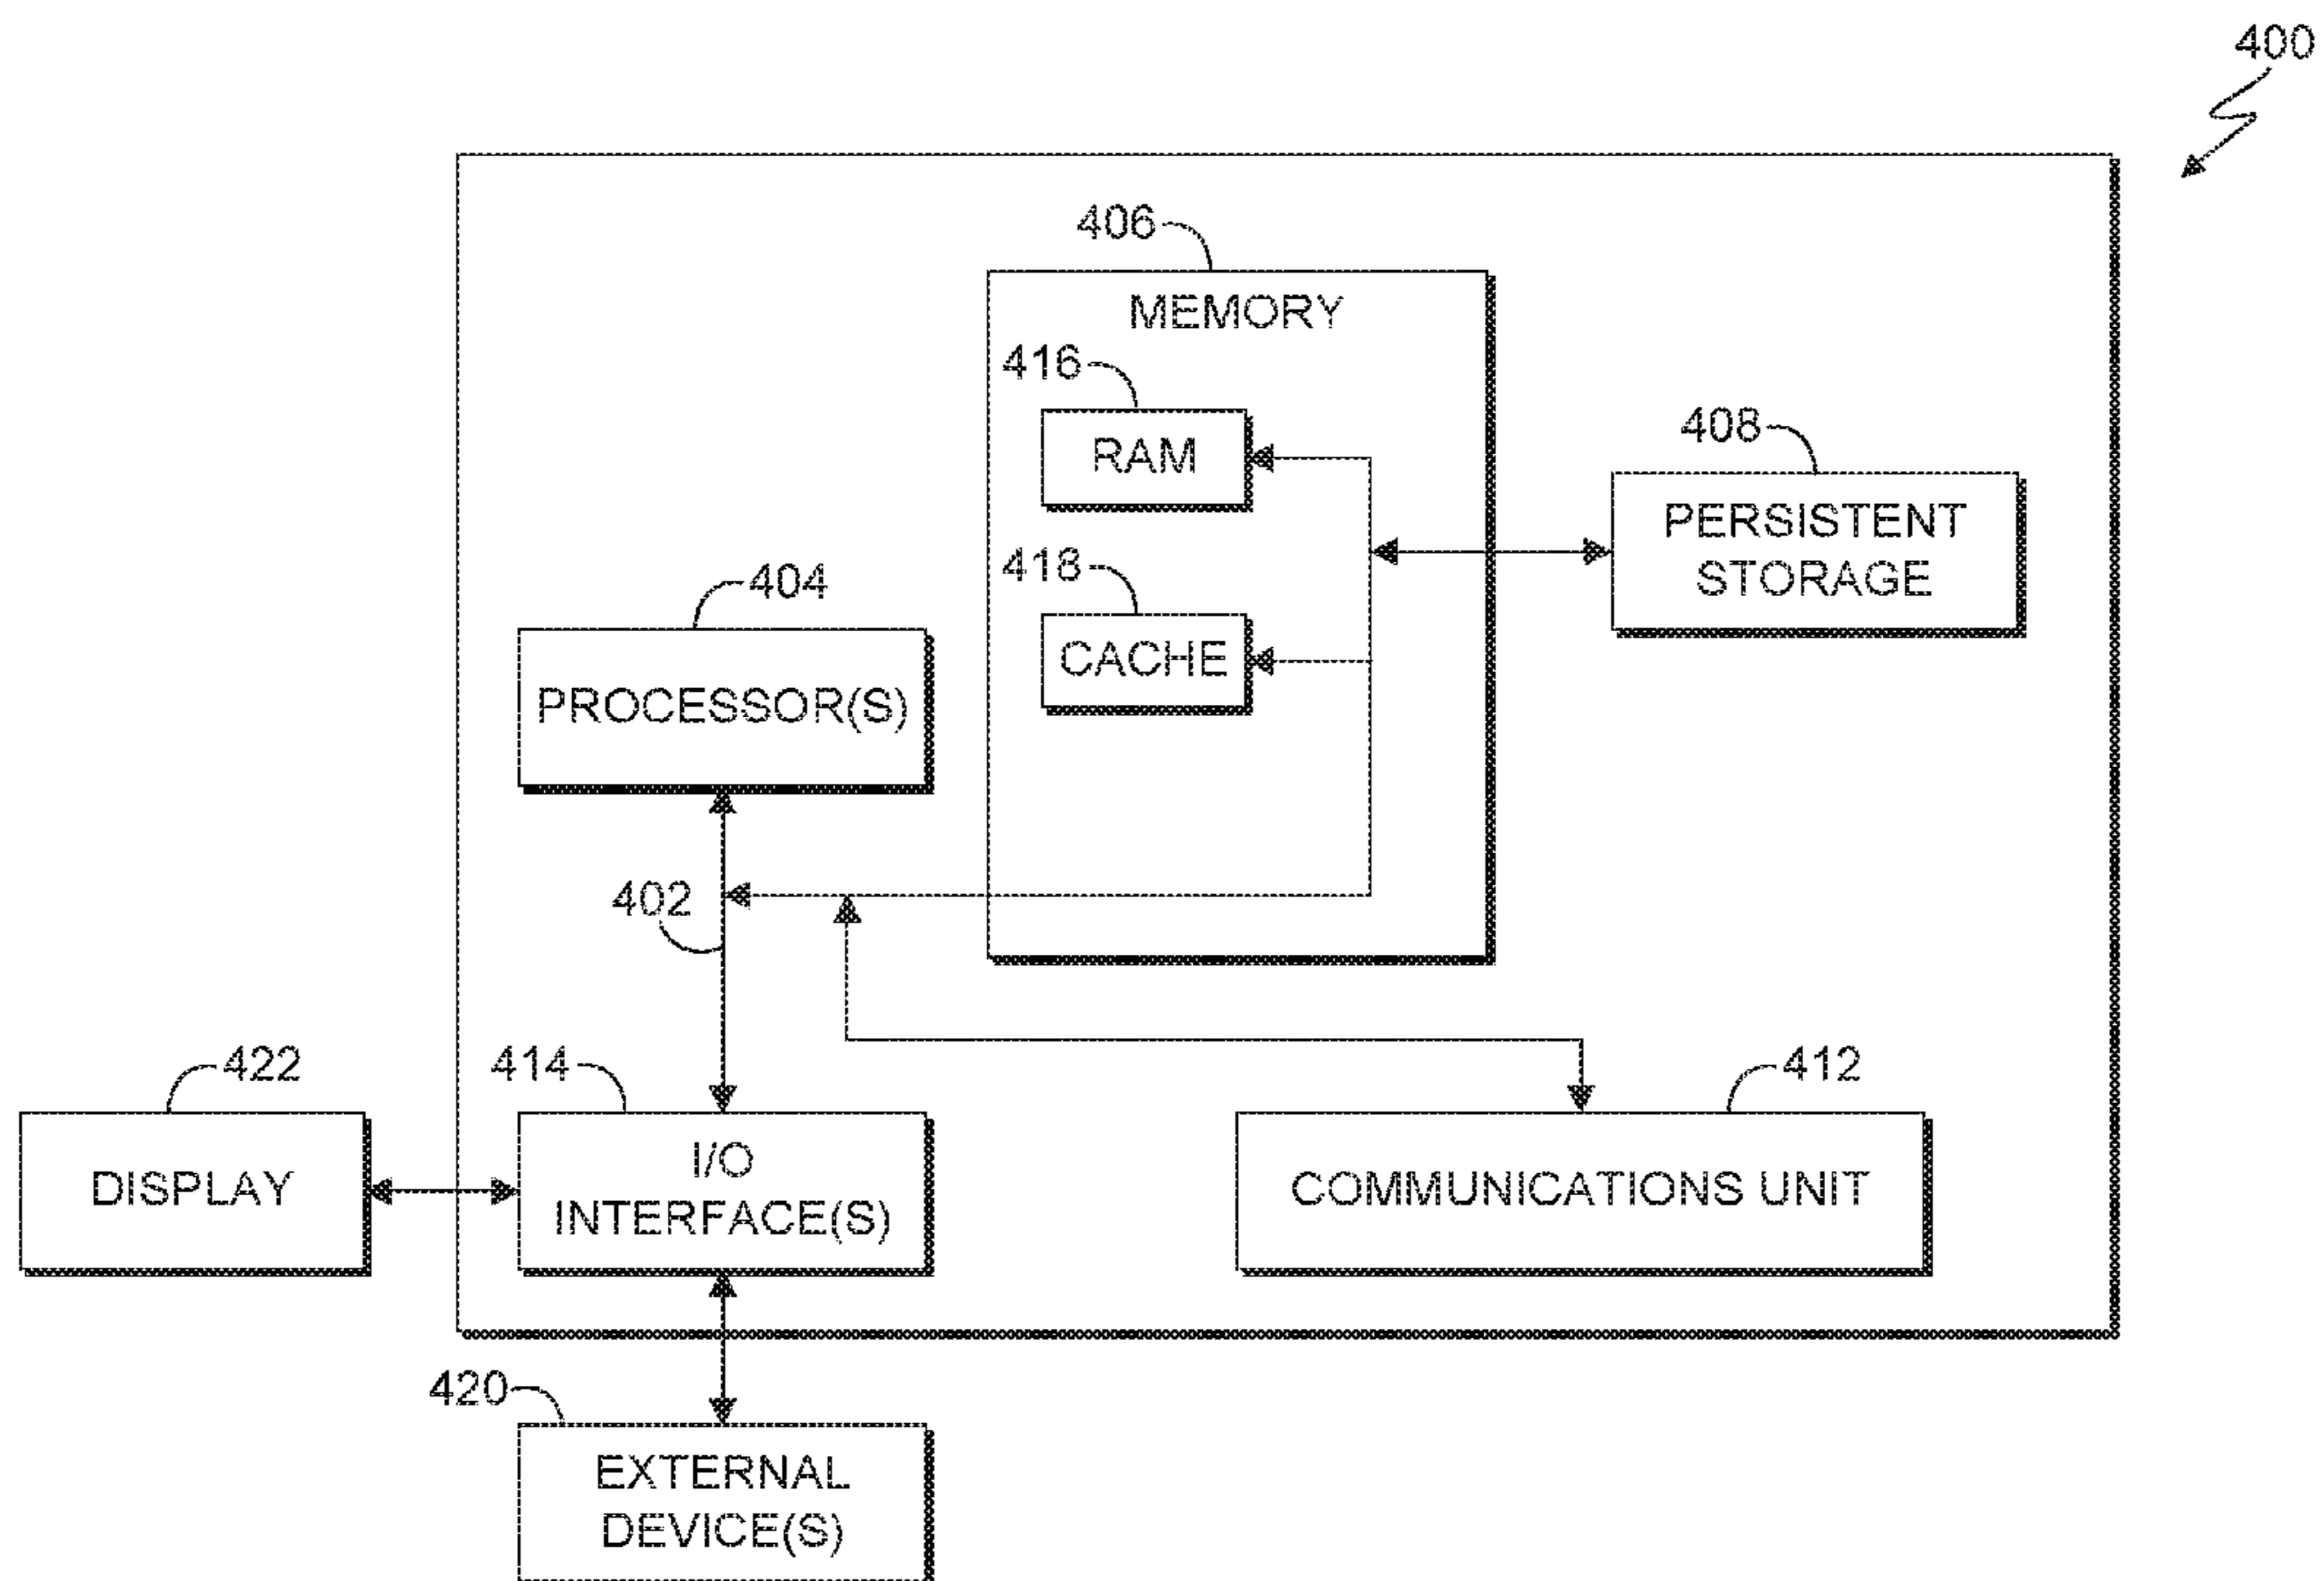 400
406
MEMORY
416
RAM
408
PERSISTENT
STORAGE
418
CACHE
404
PROCESSOR(S)
402
422
DISPLAY
414
I/O
INTERFACE(S)
412
COMMUNICATIONS UNIT
420
EXTERNAL
DEVICE(S)